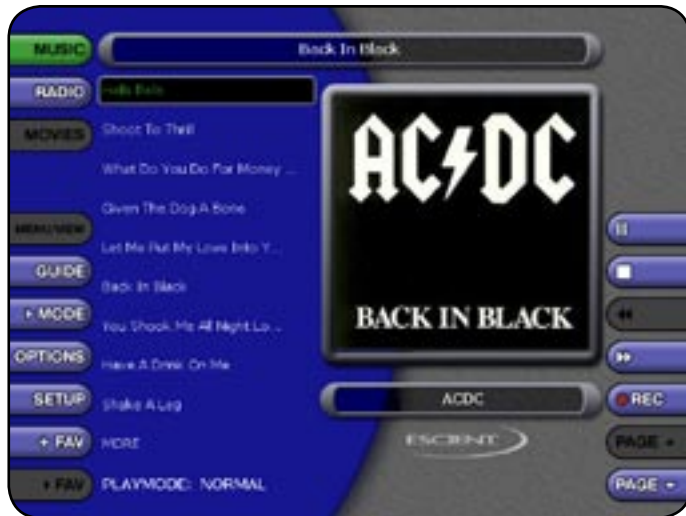 MUSIC
Back In Black
RADIO
Hells Bells
MOVIES
Shoot To Thrill
What Do You Do For Money ...
Given The Dog A Bone
MENU/VIEW
Let Me Put My Love Into Y...
GUIDE
Back In Black
MODE
You Shook Me All Night Lo...
OPTIONS
Have A Drink On Me
SETUP
Shake A Leg
+ FAV
MORE
FAV
PLAYMODE: NORMAL
AC DC
BACK IN BLACK
ACDC
ESCIENT
REC
PAGE
PAGE